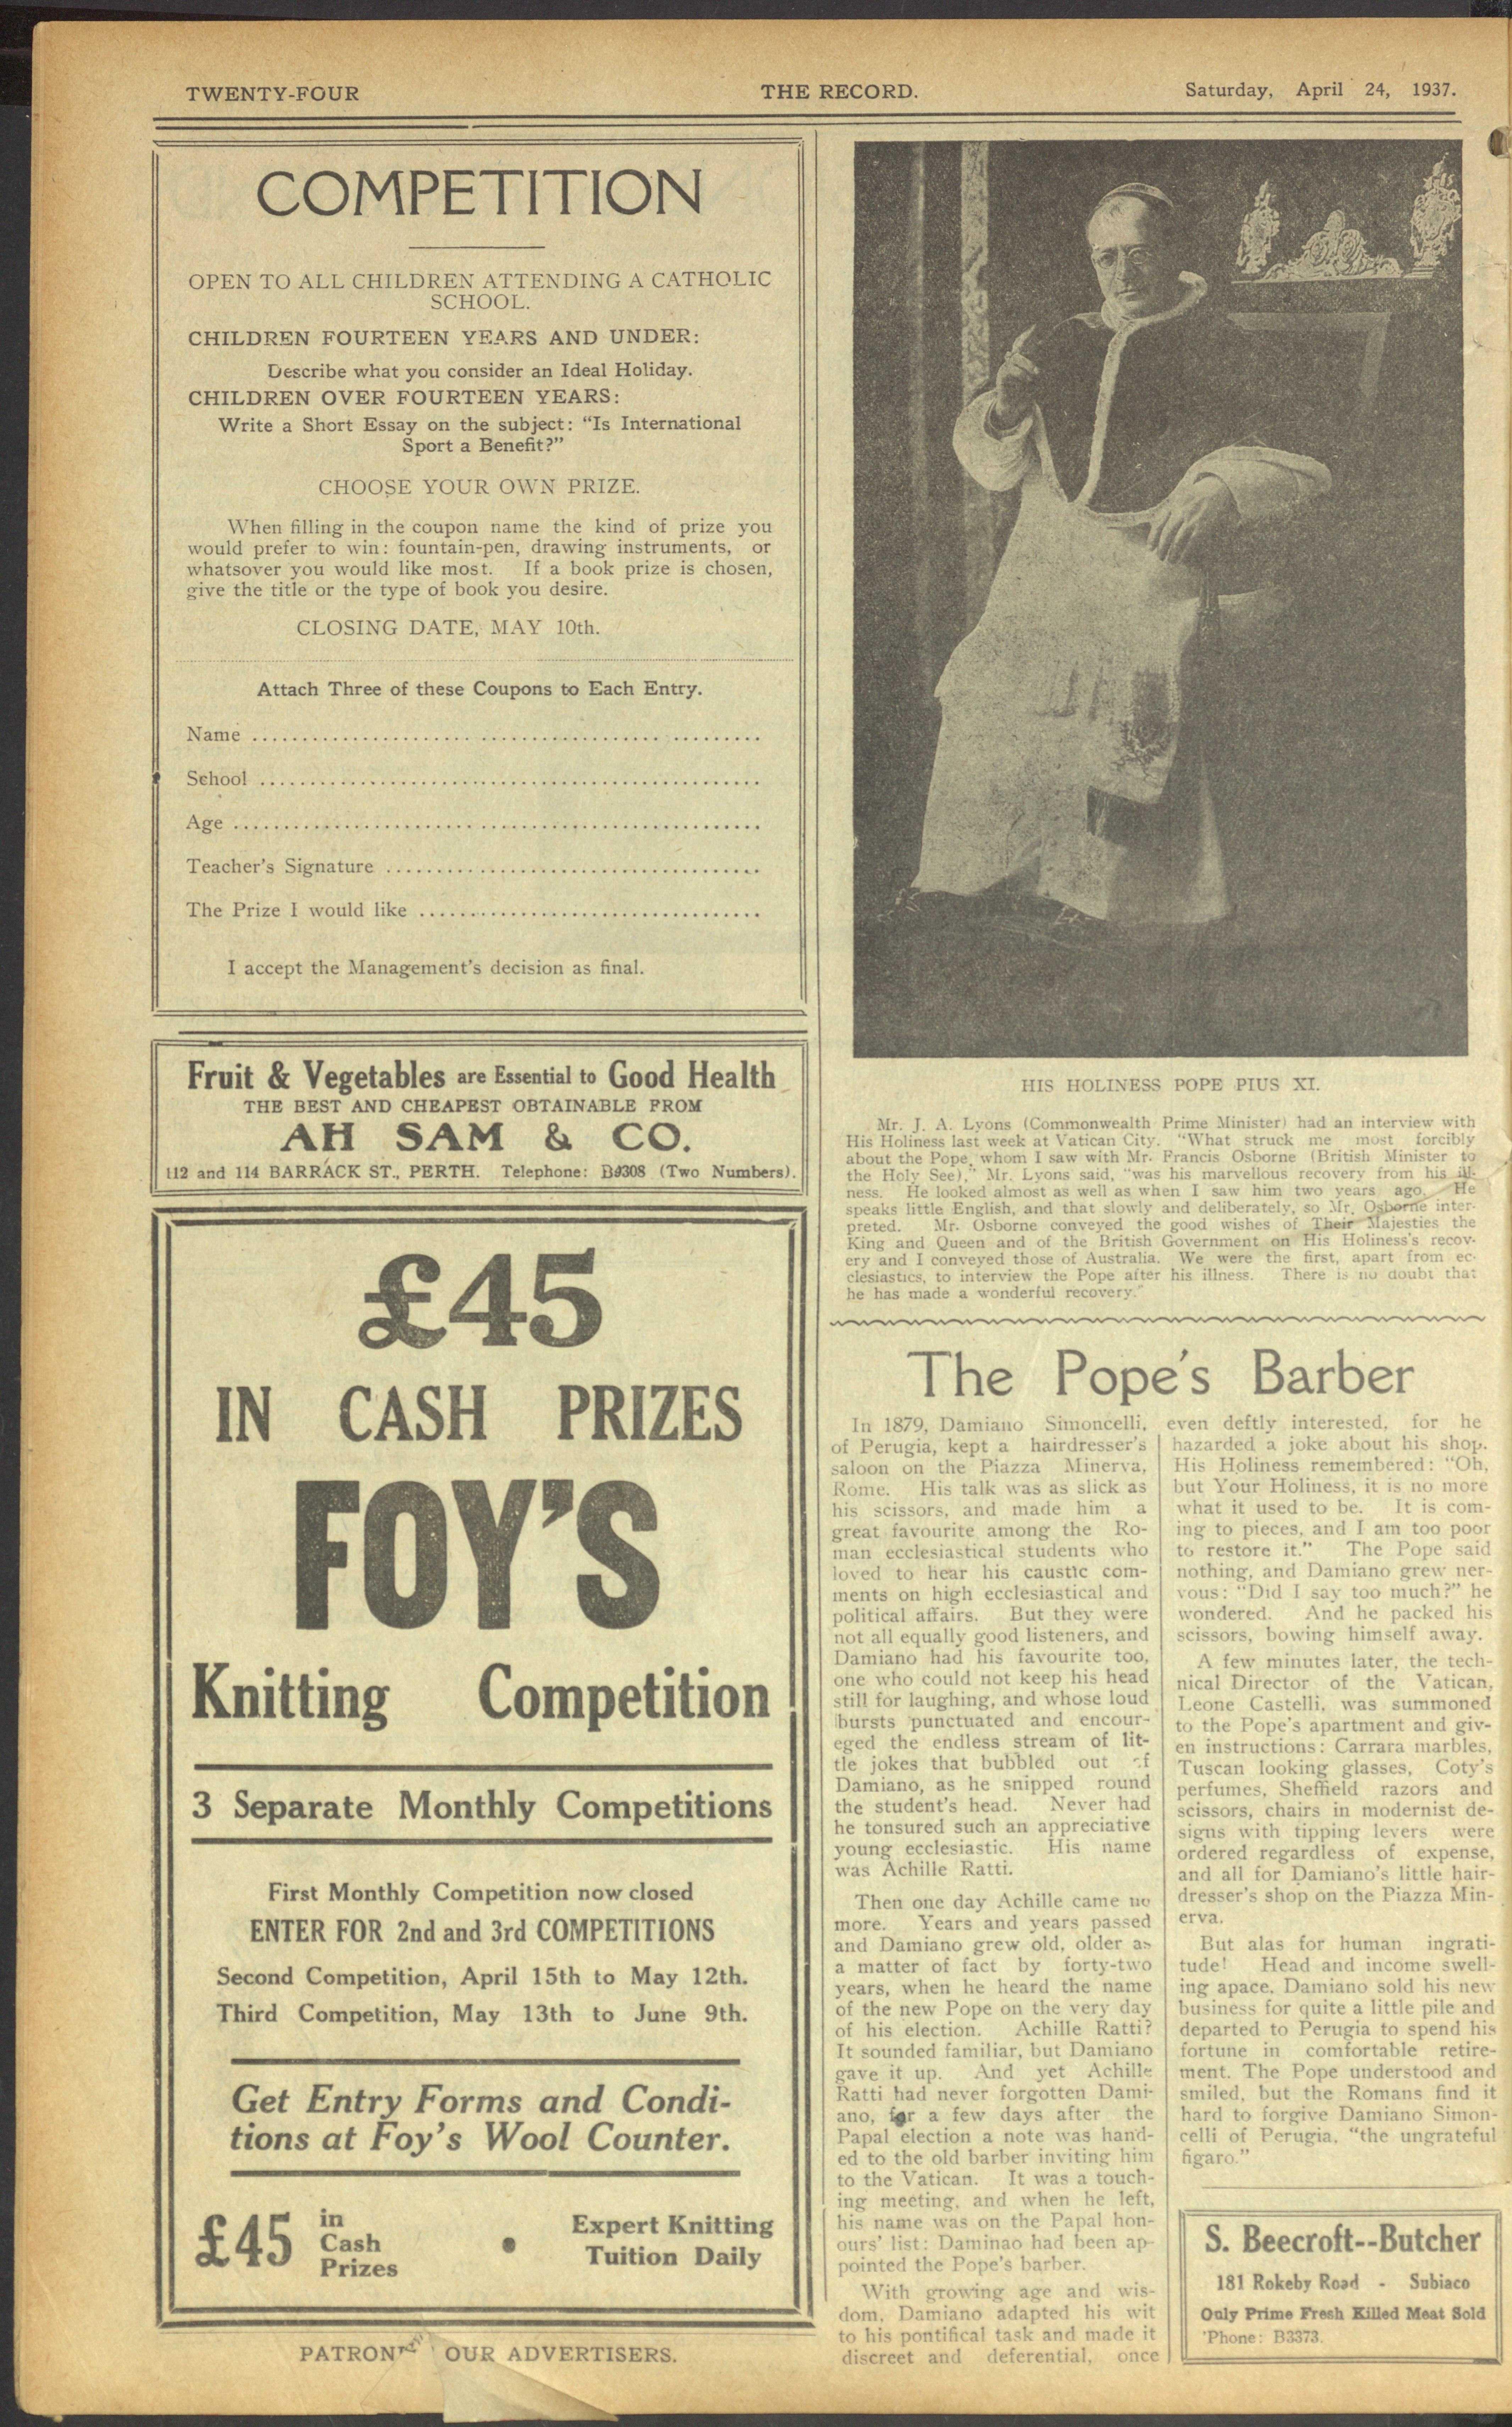 TWENTY-FOUR THE RECORD. Saturday, April 24, 1937.
COMPETITION
OPEN TO ALL CHILDREN ATTENDING A CATHOLIC
SCHOOL.
CHILDREN FOURTEEN YEARS AND UNDER:
Describe what you consider an Ideal Holiday.
CHILDREN OVER FOURTEEN YEARS:
Write a Short Essay on the subject: "Is International
Sport a Benefit?"
CHOOSE YOUR OWN PRIZE.
When filling in the coupon name the kind of prize you
would prefer to win: fountain-pen, drawing instruments, or
whatsover you would like most. If a book prize is chosen,
give the title or the type of book you desire.
CLOSING DATE, MAY 10th.
Attach Three of these Coupons to Each Entry.
Name
School
Age
Teacher's Signature
The Prize I would like
I accept the Management's decision as final.
Fruit & Vegetables are Essential to Good Health
THE BEST AND CHEAPEST OBTAINABLE FROM
AH SAM & CO.
112 and 114 BARRACK ST., PERTH. Telephone: B9308 (Two Numbers).
£45
IN CASH PRIZES
FOY'S
Knitting Competition
3 Separate Monthly Competitions
First Monthly Competition now closed
ENTER FOR 2nd and 3rd COMPETITIONS
Second Competition, April 15th to May 12th.
Third Competition, May 13th to June 9th.
Get Entry Forms and Condi-
tions at Foy's Wool Counter.
£45 in
Cash
Prizes
Expert Knitting
Tuition Daily
PATRON OUR ADVERTISERS.
HIS HOLINESS POPE PIUS XI.
Mr. J. A. Lyons (Commonwealth Prime Minister) had an interview with
His Holiness last week at Vatican City. "What struck me most forcibly
about the Pope, whom I saw with Mr. Francis Osborne (British Minister to
the Holy See)," Mr. Lyons said, "was his marvellous recovery from his ill-
ness. He looked almost as well as when I saw him two years ago. He
speaks little English, and that slowly and deliberately, so Mr. Osborne inter-
preted. Mr. Osborne conveyed the good wishes of Their Majesties the
King and Queen and of the British Government on His Holiness's recov-
ery and I conveyed those of Australia. We were the first, apart from ec-
clesiastics, to interview the Pope after his illness. There is no doubt that
he has made a wonderful recovery."
The Pope's Barber
In 1879, Damiano Simoncelli,
of Perugia, kept a hairdresser's
saloon on the Piazza Minerva,
Rome. His talk was as slick as
his scissors, and made him a
great favourite among the Ro-
man ecclesiastical students who
loved to hear his caustic com-
ments on high ecclesiastical and
political affairs. But they were
not all equally good listeners, and
Damiano had his favourite too,
one who could not keep his head
still for laughing, and whose loud
bursts punctuated and encour-
eged the endless stream of lit-
tle jokes that bubbled out of
Damiano, as he snipped round
the student's head. Never had
he tonsured such an appreciative
young ecclesiastic. His name
was Achille Ratti.
Then one day Achille came no
more. Years and years passed
and Damiano grew old, older as
a matter of fact by forty-two
years, when he heard the name
of the new Pope on the very day
of his election. Achille Ratti?
It sounded familiar, but Damiano
gave it up. And yet Achille
Ratti had never forgotten Dami-
ano, for a few days after the
Papal election a note was hand-
ed to the old barber inviting him
to the Vatican. It was a touch-
ing meeting, and when he left,
his name was on the Papal hon-
ours' list: Daminao had been ap-
pointed the Pope's barber.
With growing age and wis-
dom, Damiano adapted his wit
to his pontifical task and made it
discreet and deferential, once
even deftly interested, for he
hazarded a joke about his shop.
His Holiness remembered: "Oh,
but Your Holiness, it is no more
what it used to be. It is com-
ing to pieces, and I am too poor
to restore it." The Pope said
nothing, and Damiano grew ner-
vous: "Did I say too much?" he
wondered. And he packed his
scissors, bowing himself away.
A few minutes later, the tech-
nical Director of the Vatican,
Leone Castelli, was summoned
to the Pope's apartment and giv-
en instructions: Carrara marbles,
Tuscan looking glasses, Coty's
perfumes, Sheffield razors and
scissors, chairs in modernist de-
signs with tipping levers were
ordered regardless of expense,
and all for Damiano's little hair-
dresser's shop on the Piazza Min-
erva.
But alas for human ingrati-
tude! Head and income swell-
ing apace, Damiano sold his new
business for quite a little pile and
departed to Perugia to spend his
fortune in comfortable retire-
ment. The Pope understood and
smiled, but the Romans find it
hard to forgive Damiano Simon-
celli of Perugia, "the ungrateful
figaro."
S. Beecroft--Butcher
181 Rokeby Road - Subiaco
Only Prime Fresh Killed Meat Sold
'Phone: B3373.